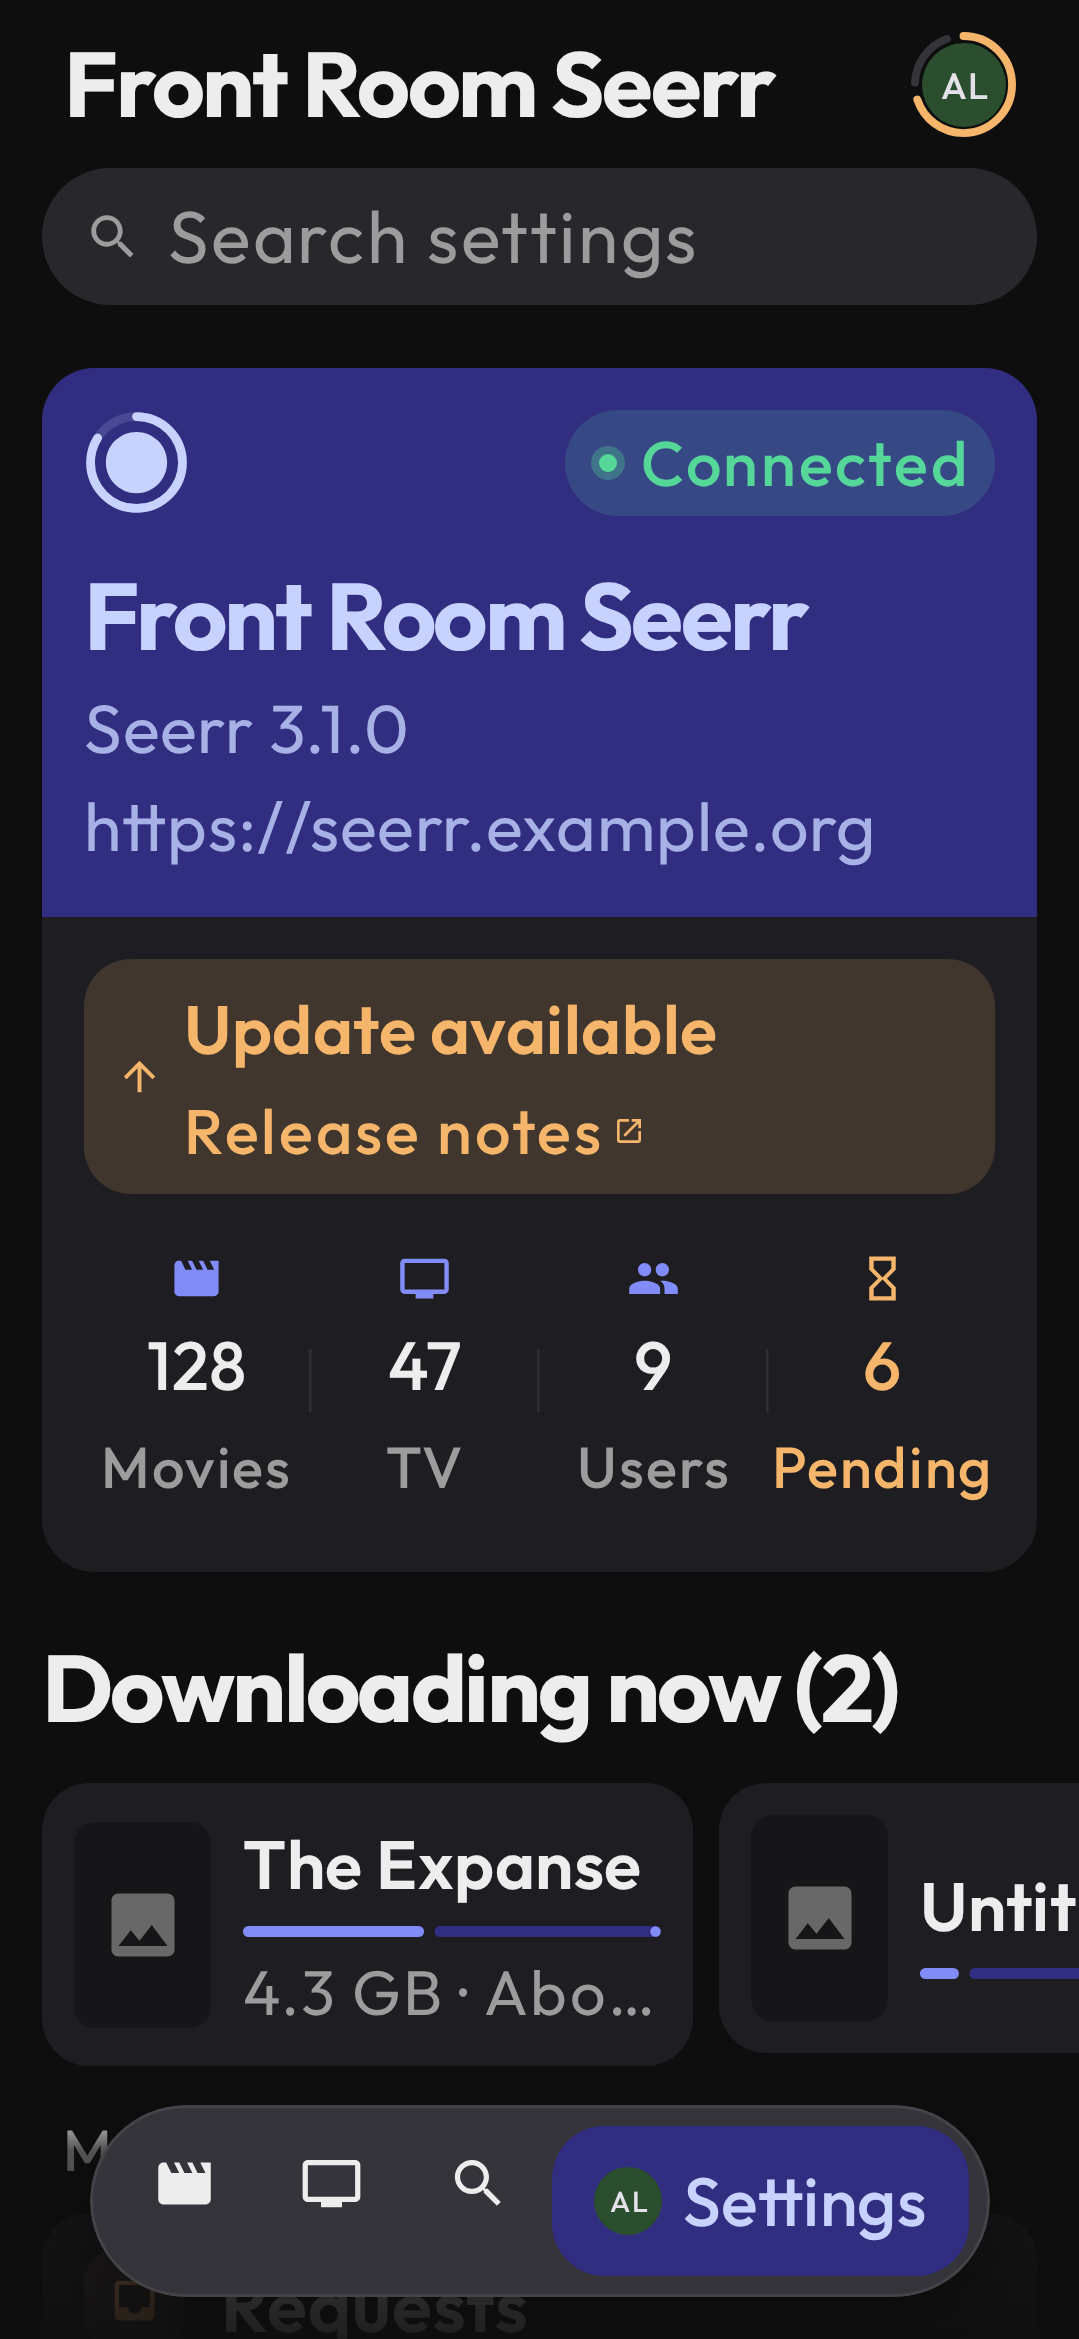 Front Room Seerr
AL
Search settings
Connected
Front Room Seerr
Seerr 3.1.0
https://seerr.example.org
Update available
Release notes
128
47
9
6
Movies
TV
Users
Pending
Downloading now (2)
The Expanse
4.3 GB · Abo…
Untit
M
AL
Settings
Requests